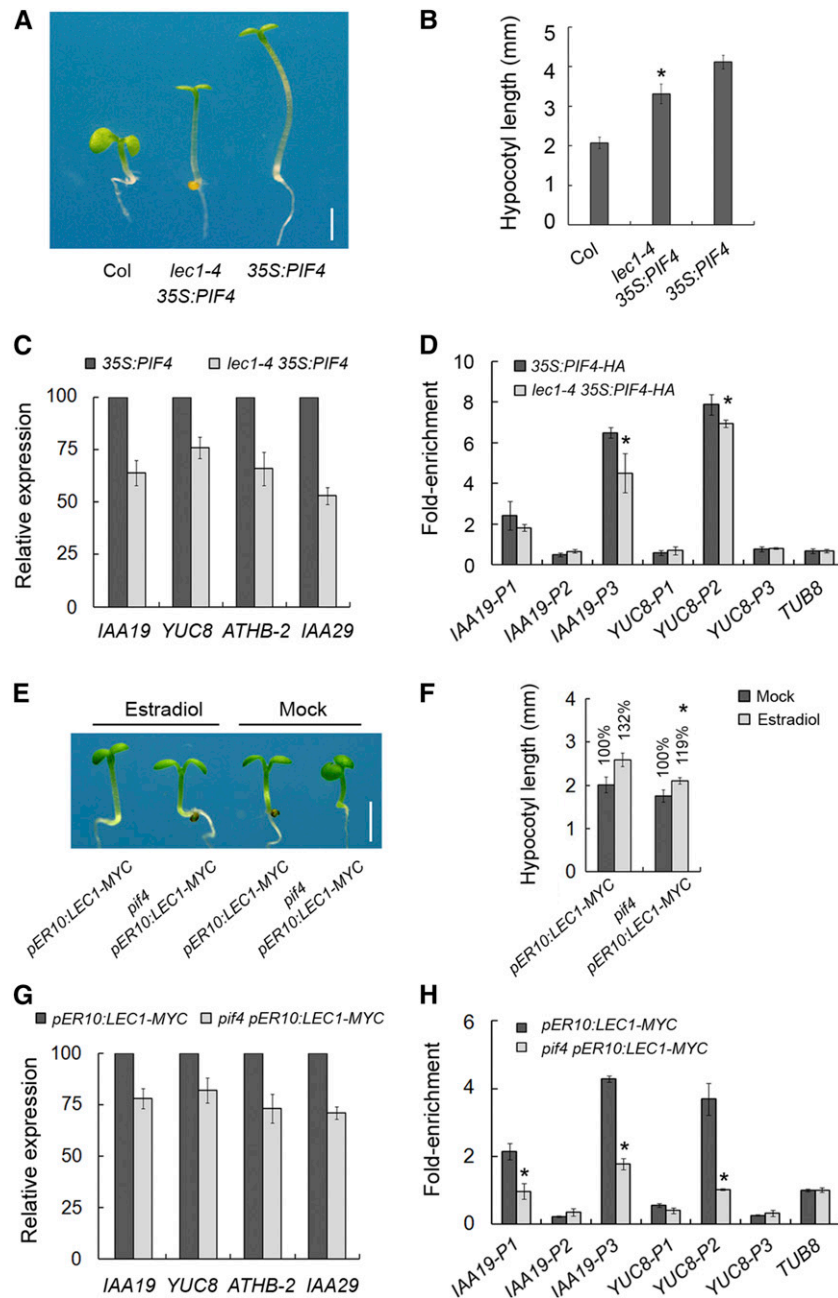 A
Col
lec1-4
35S:PIF4
35S:PIF4
B
Hypocotyl length (mm)
5
4
3
2
1
0
*
Col
lec1-4
35S:PIF4
35S:PIF4
C
35S:PIF4
lec1-4 35S:PIF4
Relative expression
100
75
50
25
0
IAA19
YUC8
ATHB-2
IAA29
D
35S:PIF4-HA
lec1-4 35S:PIF4-HA
Fold-enrichment
10
8
6
4
2
0
*
*
IAA19-P1
IAA19-P2
IAA19-P3
YUC8-P1
YUC8-P2
YUC8-P3
TUB8
E
Estradiol
Mock
pER10:LEC1-MYC
pif4
pER10:LEC1-MYC
pER10:LEC1-MYC
pif4
pER10:LEC1-MYC
F
Mock
Estradiol
Hypocotyl length (mm)
4
3
2
1
0
100%
132%
100%
119%
*
pER10:LEC1-MYC
pif4
pER10:LEC1-MYC
G
pER10:LEC1-MYC
pif4 pER10:LEC1-MYC
Relative expression
100
75
50
25
0
IAA19
YUC8
ATHB-2
IAA29
H
pER10:LEC1-MYC
pif4 pER10:LEC1-MYC
Fold-enrichment
6
4
2
0
*
*
*
IAA19-P1
IAA19-P2
IAA19-P3
YUC8-P1
YUC8-P2
YUC8-P3
TUB8